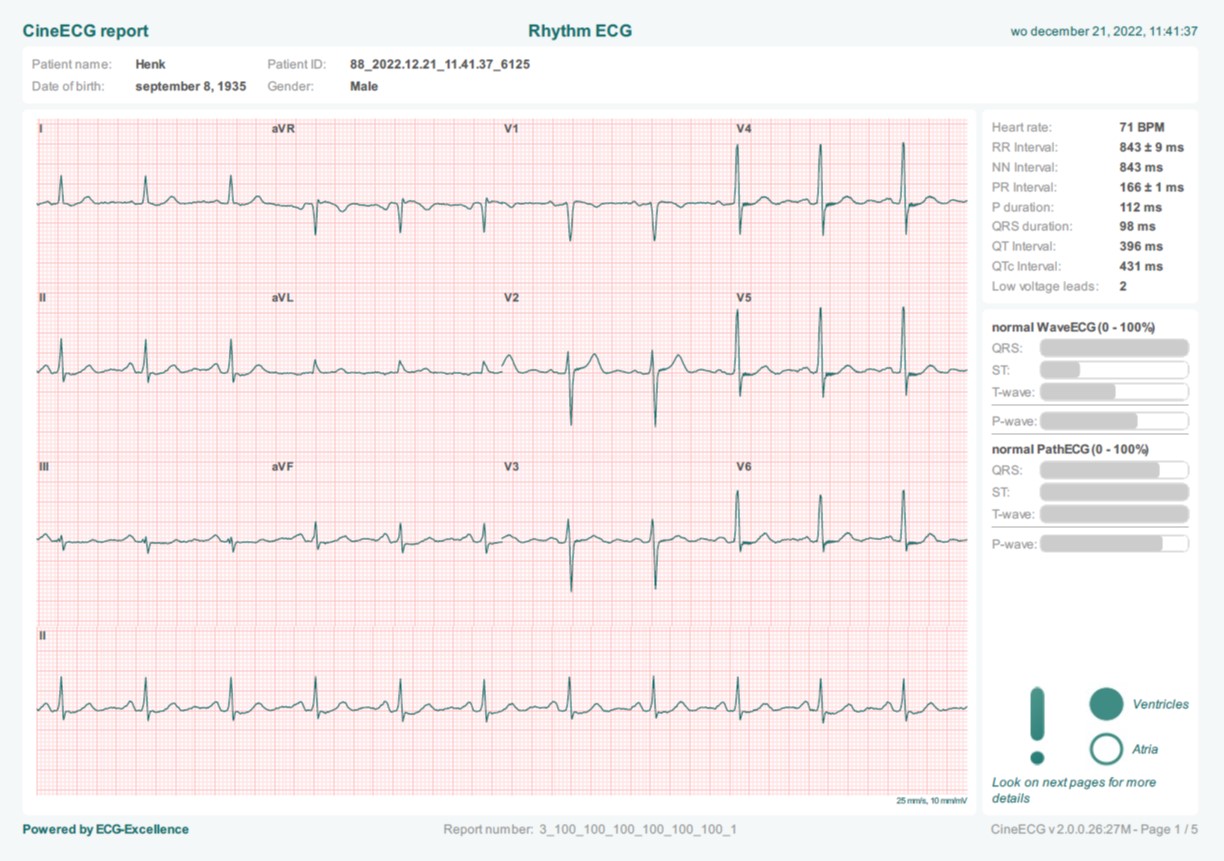 CineECG report
Rhythm ECG
wo december 21, 2022, 11:41:37
Patient name: Henk Patient ID: 88_2022.12.21_11.41.37_6125
Date of birth: september 8, 1935 Gender: Male
I aVR V1 V4
II aVL V2 V5
III aVF V3 V6
II
25 mm/s, 10 mm/mV
Heart rate: 71 BPM
RR Interval: 843 ± 9 ms
NN Interval: 843 ms
PR Interval: 166 ± 1 ms
P duration: 112 ms
QRS duration: 98 ms
QT Interval: 396 ms
QTc Interval: 431 ms
Low voltage leads: 2
normal WaveECG (0 - 100%)
QRS:
ST:
T-wave:
P-wave:
normal PathECG (0 - 100%)
QRS:
ST:
T-wave:
P-wave:
Ventricles
Atria
Look on next pages for more
details
Powered by ECG-Excellence
Report number: 3_100_100_100_100_100_100_1
CineECG v 2.0.0.26:27M - Page 1 / 5